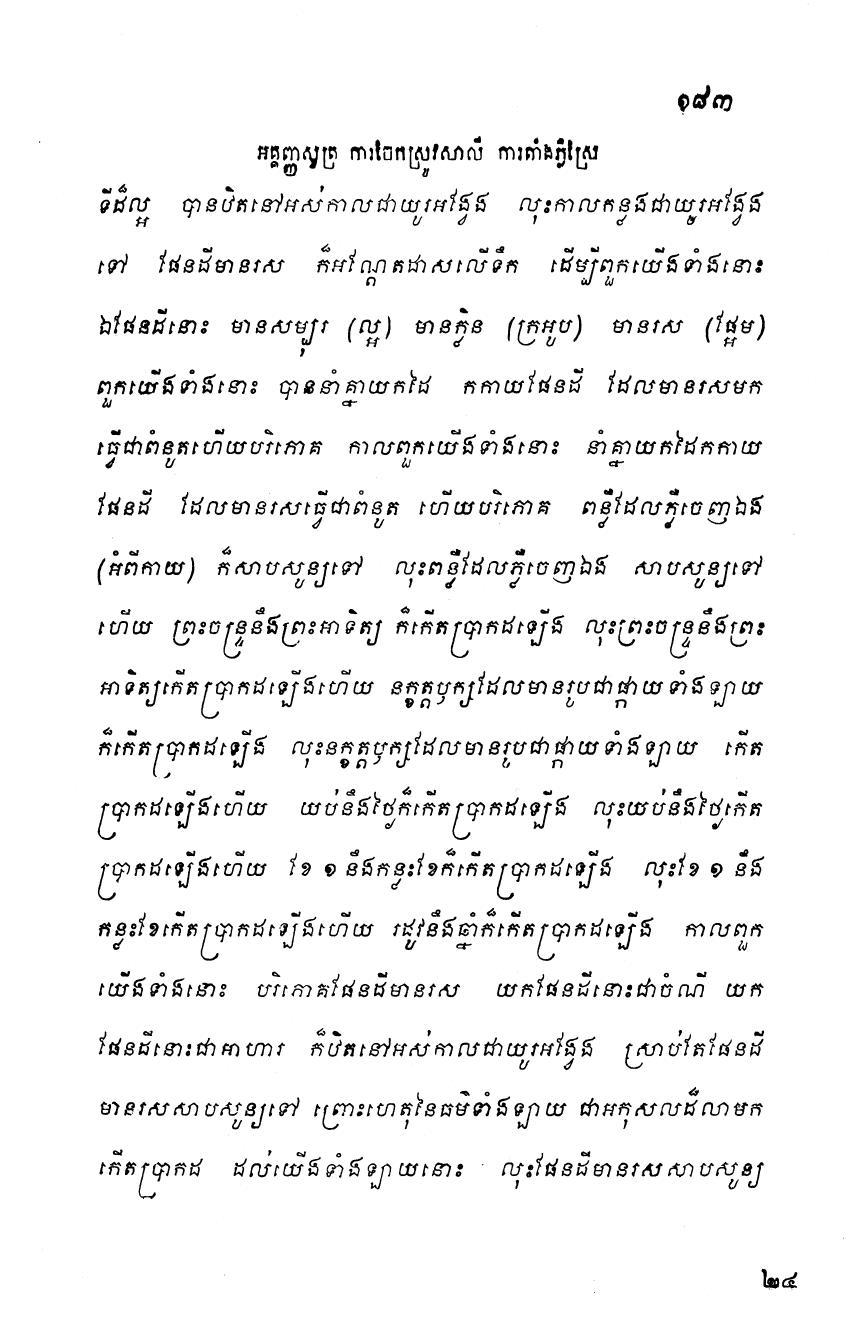 ១៨៣
អគ្គញ្ញសូត្រ ការចែកស្រូវសាលី ការតាំងភ្លឺស្រែ
ទីដ៏ល្អ បានឋិតនៅអស់កាលជាយូរអង្វែង លុះកាលកន្លងជាយូរអង្វែង
ទៅ ផែនដីមានរស ក៏អណ្តែតដាសលើទឹក ដើម្បីពួកយើងទាំងនោះ
ឯផែនដីនោះ មានសម្បុរ (ល្អ) មានក្លិន (ក្រអូប) មានរស (ផ្អែម)
ពួកយើងទាំងនោះ បាននាំគ្នាយកដៃ កកាយផែនដី ដែលមានរសមក
ធ្វើជាពំនូតហើយបរិភោគ កាលពួកយើងទាំងនោះ នាំគ្នាយកដៃកកាយ
ផែនដី ដែលមានរសធ្វើជាពំនូត ហើយបរិភោគ ពន្លឺដែលភ្លឺចេញឯង
(អំពីកាយ) ក៏សាបសូន្យទៅ លុះពន្លឺដែលភ្លឺចេញឯង សាបសូន្យទៅ
ហើយ ព្រះចន្ទ្រនឹងព្រះអាទិត្យ ក៏កើតប្រាកដឡើង លុះព្រះចន្ទ្រនឹងព្រះ
អាទិត្យកើតប្រាកដឡើងហើយ នក្ខត្តឫក្សដែលមានរូបជាផ្កាយទាំងឡាយ
ក៏កើតប្រាកដឡើង លុះនក្ខត្តឫក្សដែលមានរូបជាផ្កាយទាំងឡាយ កើត
ប្រាកដឡើងហើយ យប់នឹងថ្ងៃក៏កើតប្រាកដឡើង លុះយប់នឹងថ្ងៃកើត
ប្រាកដឡើងហើយ ខែ ១ នឹងកន្លះខែក៏កើតប្រាកដឡើង លុះខែ ១ នឹង
កន្លះខែកើតប្រាកដឡើងហើយ រដូវនឹងឆ្នាំក៏កើតប្រាកដឡើង កាលពួក
យើងទាំងនោះ បរិភោគផែនដីមានរស យកផែនដីនោះជាចំណី យក
ផែនដីនោះជាអាហារ ក៏ឋិតនៅអស់កាលជាយូរអង្វែង ស្រាប់តែផែនដី
មានរសសាបសូន្យទៅ ព្រោះហេតុនៃធម៌ទាំងឡាយ ជាអកុសលដ៏លាមក
កើតប្រាកដ ដល់យើងទាំងឡាយនោះ លុះផែនដីមានរសសាបសូន្យ
២៤